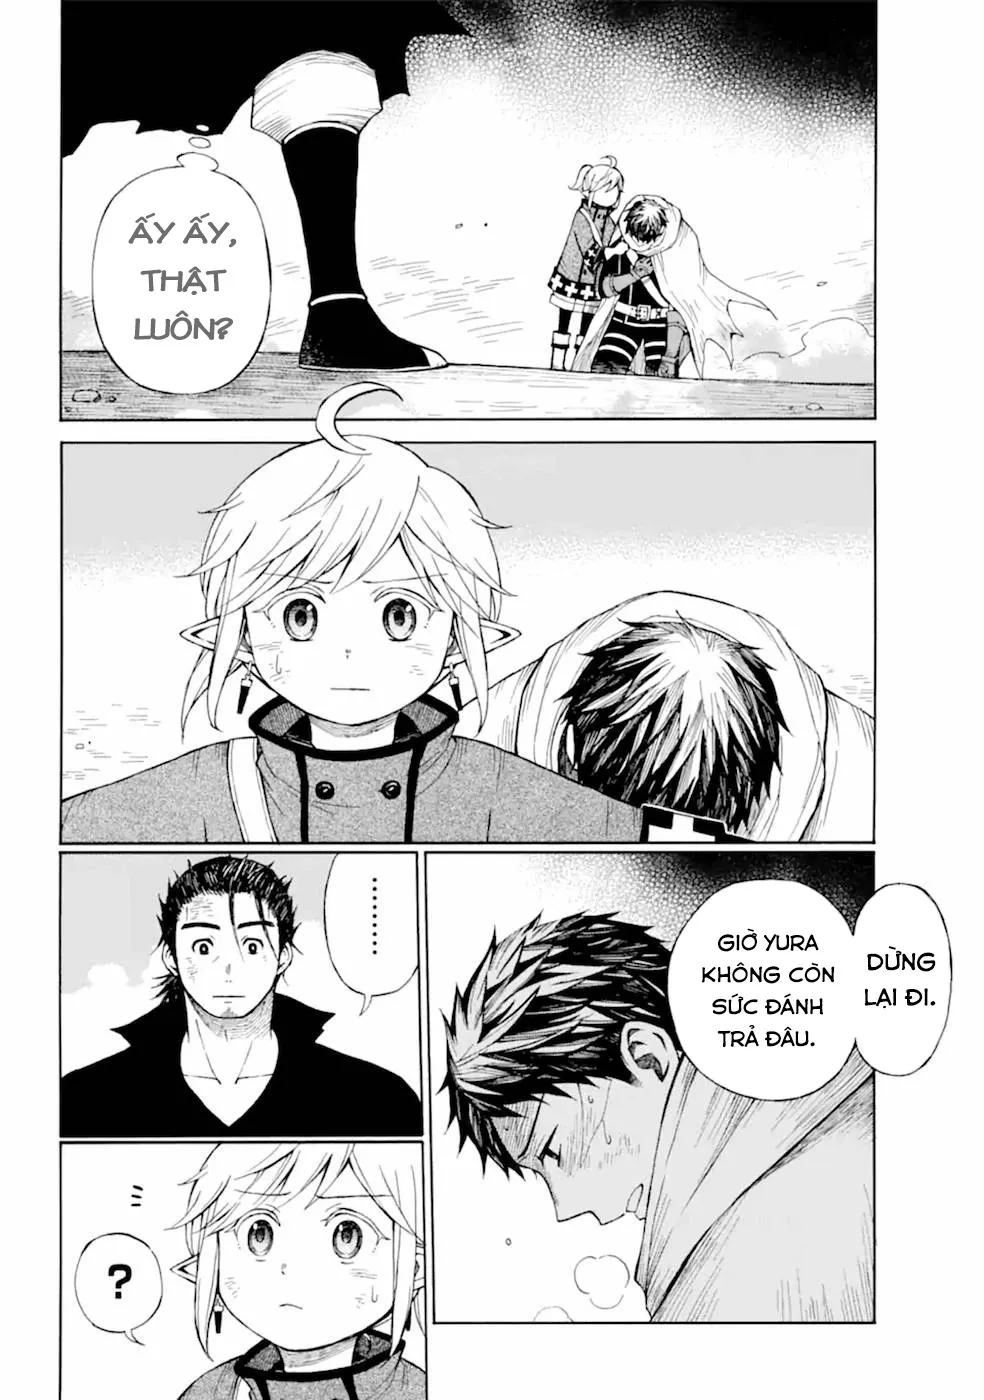 ẤY ẤY,
THẬT
LUÔN?
DỪNG
LẠI ĐI.
GIỜ YURA
KHÔNG CÒN
SỨC ĐÁNH
TRẢ ĐÂU.
........
?